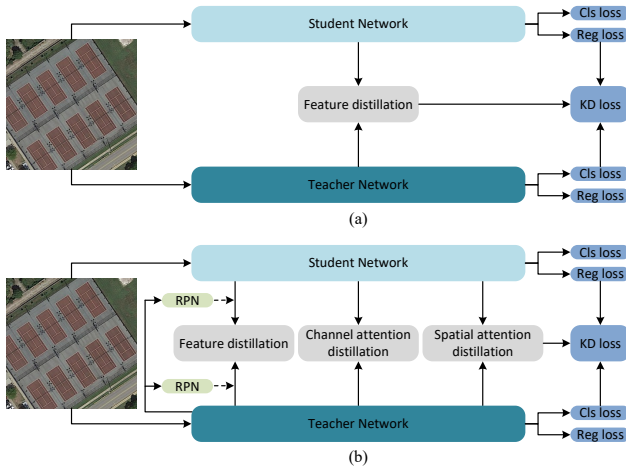 Student Network
Cls loss
Reg loss
Feature distillation
KD loss
Teacher Network
Cls loss
Reg loss
(a)
Student Network
Cls loss
Reg loss
RPN
Feature distillation
Channel attention
distillation
Spatial attention
distillation
KD loss
RPN
Teacher Network
Cls loss
Reg loss
(b)